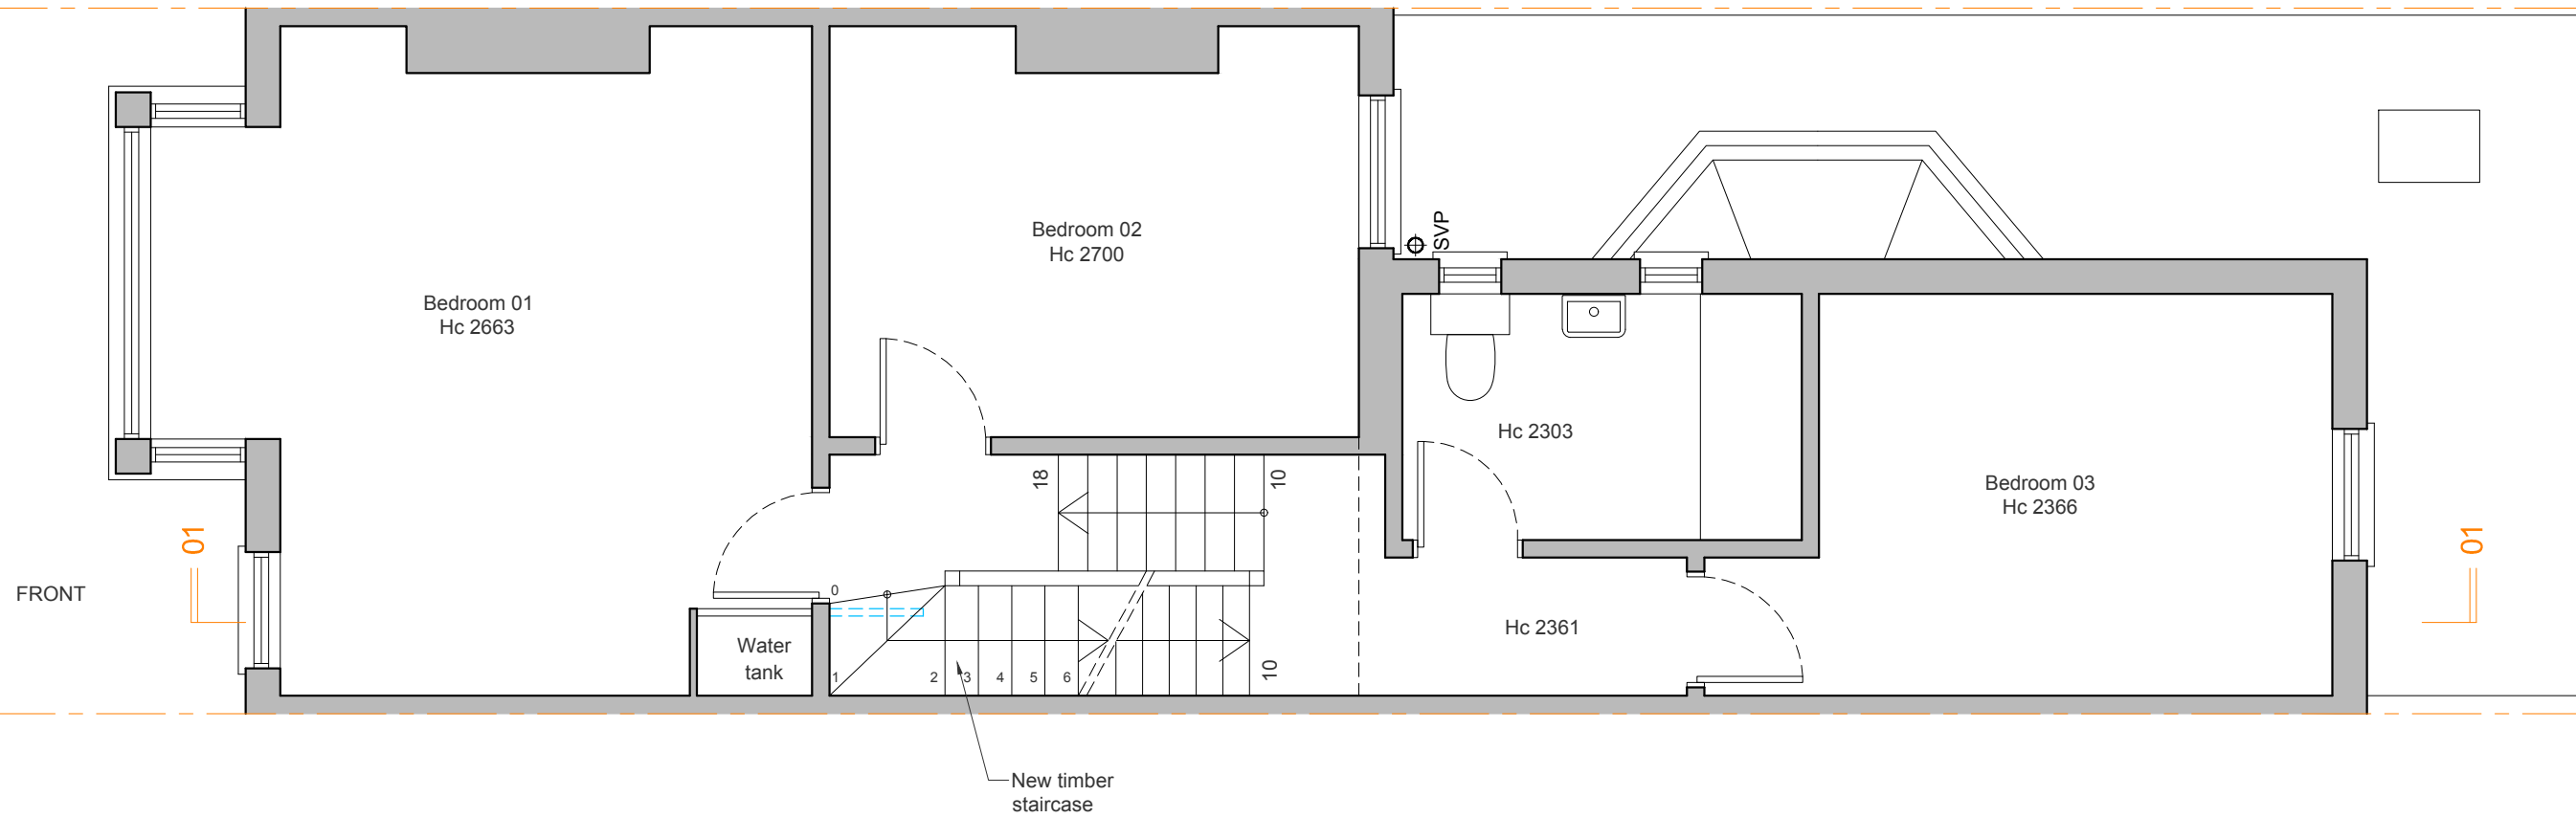 SVP
Bedroom 02
Hc 2700
Bedroom 01
Hc 2663
Hc 2303
18
10
Bedroom 03
Hc 2366
01
01
FRONT
0
Hc 2361
Water
tank
1
2
3
4
5
6
10
New timber
staircase